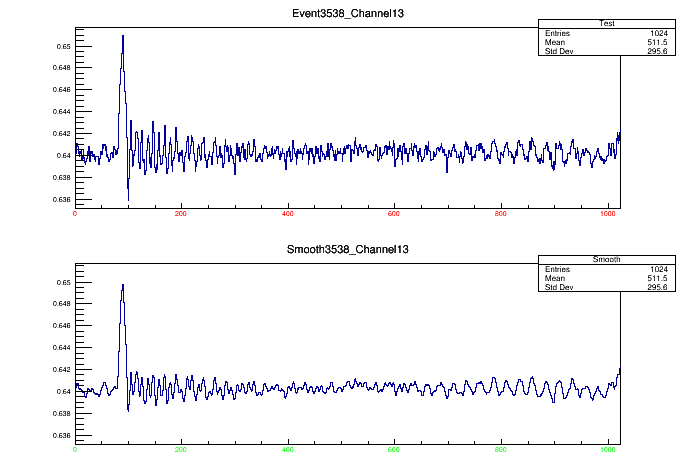 Event3538_Channel13
Test
Entries 1024
Mean 511.5
Std Dev 295.6
0.65
0.648
0.646
0.644
0.642
0.64
0.638
0.636
0 200 400 600 800 1000
Smooth3538_Channel13
Smooth
Entries 1024
Mean 511.5
Std Dev 295.6
0.65
0.648
0.646
0.644
0.642
0.64
0.638
0.636
0 200 400 600 800 1000